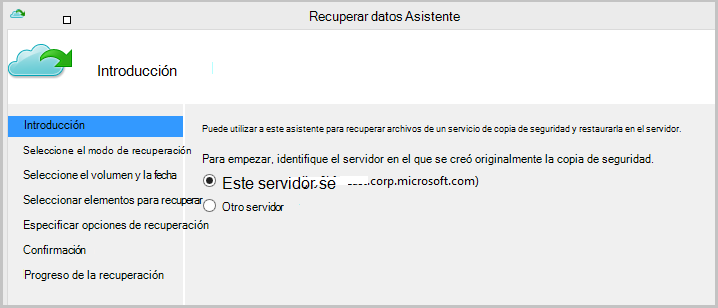 Recuperar datos Asistente
Introducción
Introducción
Seleccione el modo de recuperación
Seleccione el volumen y la fecha
Seleccionar elementos para recuperar
Especificar opciones de recuperación
Confirmación
Progreso de la recuperación
Puede utilizar a este asistente para recuperar archivos de un servicio de copia de seguridad y restaurarla en el servidor.
Para empezar, identifique el servidor en el que se creó originalmente la copia de seguridad.
Este servidor se .corp.microsoft.com)
Otro servidor